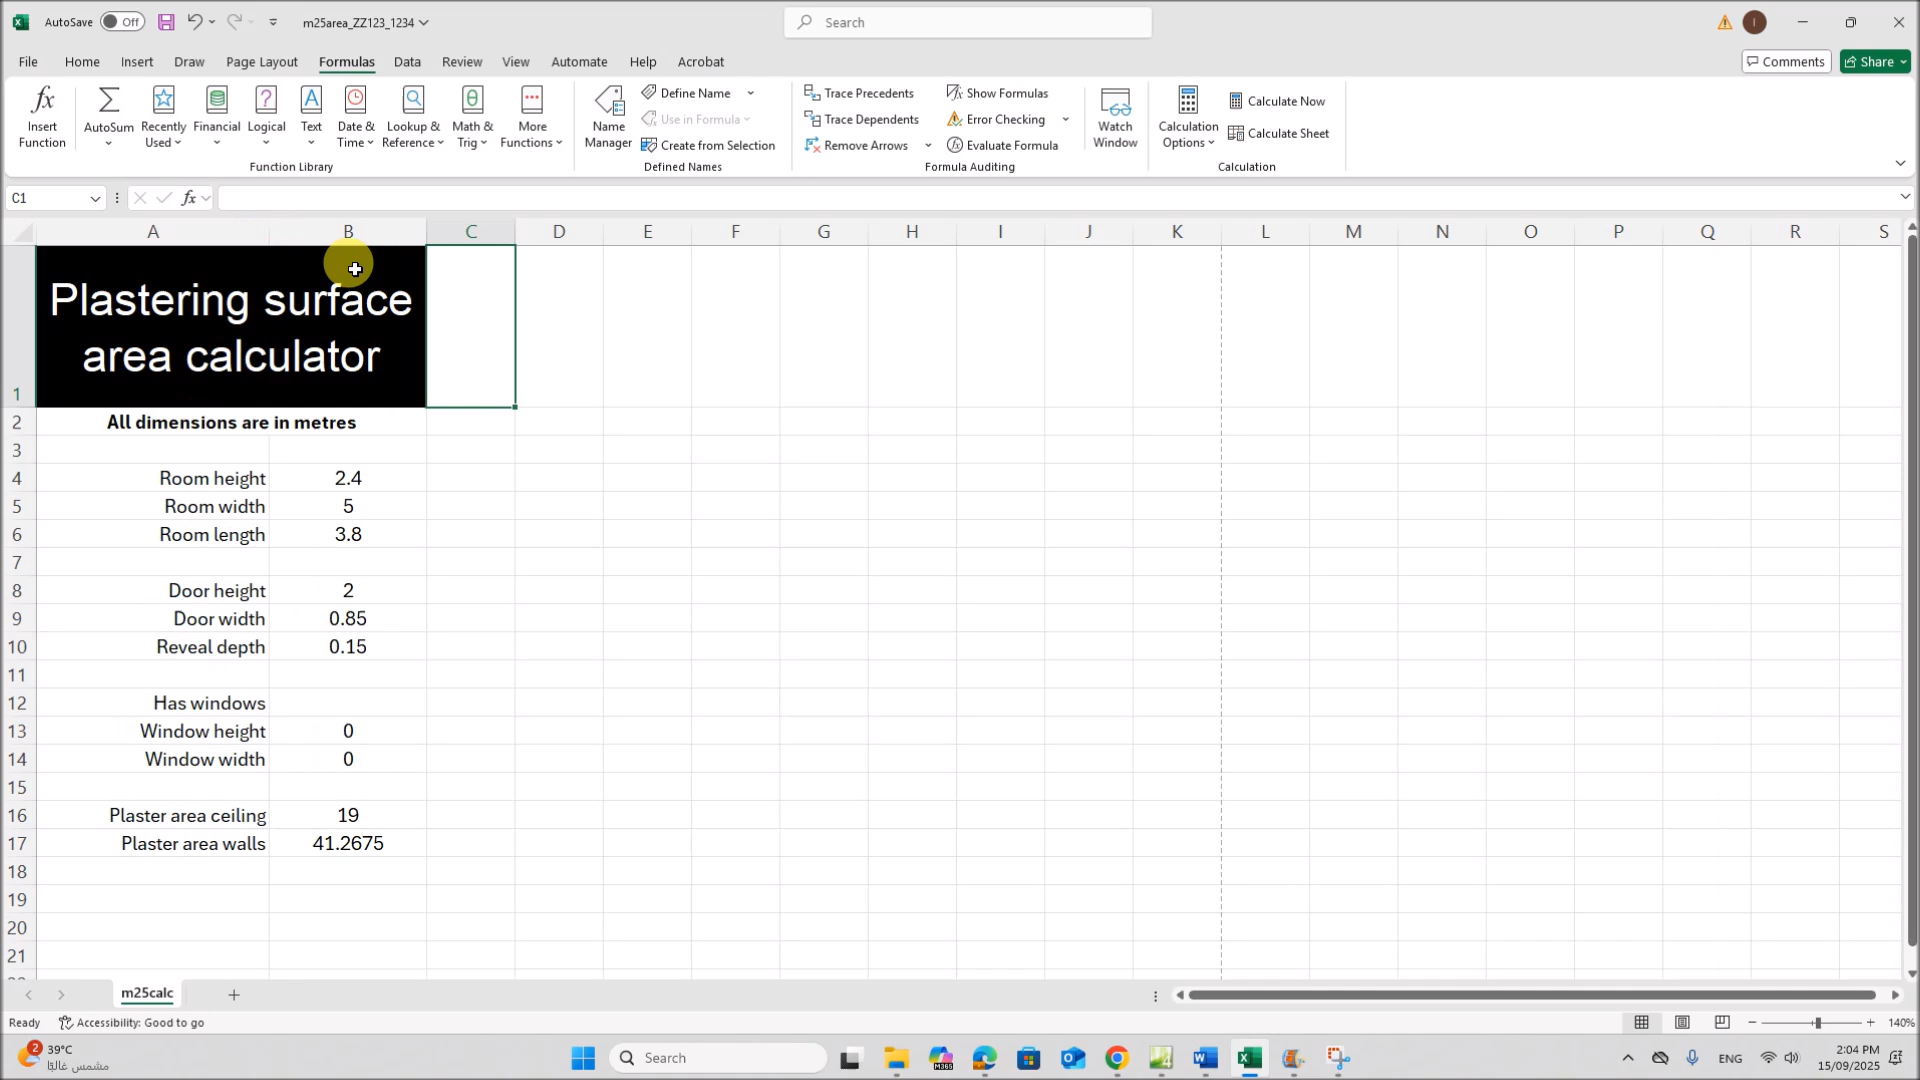 AutoSave Off m25area_ZZ123_1234 Search
File Home Insert Draw Page Layout Formulas Data Review View Automate Help Acrobat Comments Share
Insert Function AutoSum Recently Used Financial Logical Text Date & Time Lookup & Reference Math & Trig More Functions
Function Library
Name Manager Define Name Use in Formula Create from Selection
Defined Names
Trace Precedents Trace Dependents Remove Arrows Show Formulas Error Checking Evaluate Formula
Formula Auditing
Watch Window
Calculation Options Calculate Now Calculate Sheet
Calculation
C1 fx
A B C D E F G H I J K L M N O P Q R S
Plastering surface
area calculator
1
2 All dimensions are in metres
3
4 Room height 2.4
5 Room width 5
6 Room length 3.8
7
8 Door height 2
9 Door width 0.85
10 Reveal depth 0.15
11
12 Has windows
13 Window height 0
14 Window width 0
15
16 Plaster area ceiling 19
17 Plaster area walls 41.2675
18
19
20
21
m25calc
Ready Accessibility: Good to go 140%
2 39°C
مشمس غالبًا
Search
M365
ENG
2:04 PM
15/09/2025